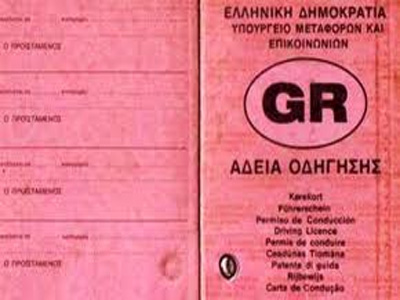 Ο ΠΡΟΪΣΤΑΜΕΝΟΣ
Ο ΠΡΟΪΣΤΑΜΕΝΟΣ
Ο ΠΡΟΪΣΤΑΜΕΝΟΣ
Ο ΠΡΟΪΣΤΑΜΕΝΟΣ
ΕΛΛΗΝΙΚΗ ΔΗΜΟΚΡΑΤΙΑ
ΥΠΟΥΡΓΕΙΟ ΜΕΤΑΦΟΡΩΝ ΚΑΙ
ΕΠΙΚΟΙΝΩΝΙΩΝ
GR
ΑΔΕΙΑ ΟΔΗΓΗΣΗΣ
Kørekort
Führerschein
Permiso de Conducción
Driving Licence
Permis de conduire
Ceadúnas Tiomána
Patente di guida
Rijbewijs
Carta de Condução